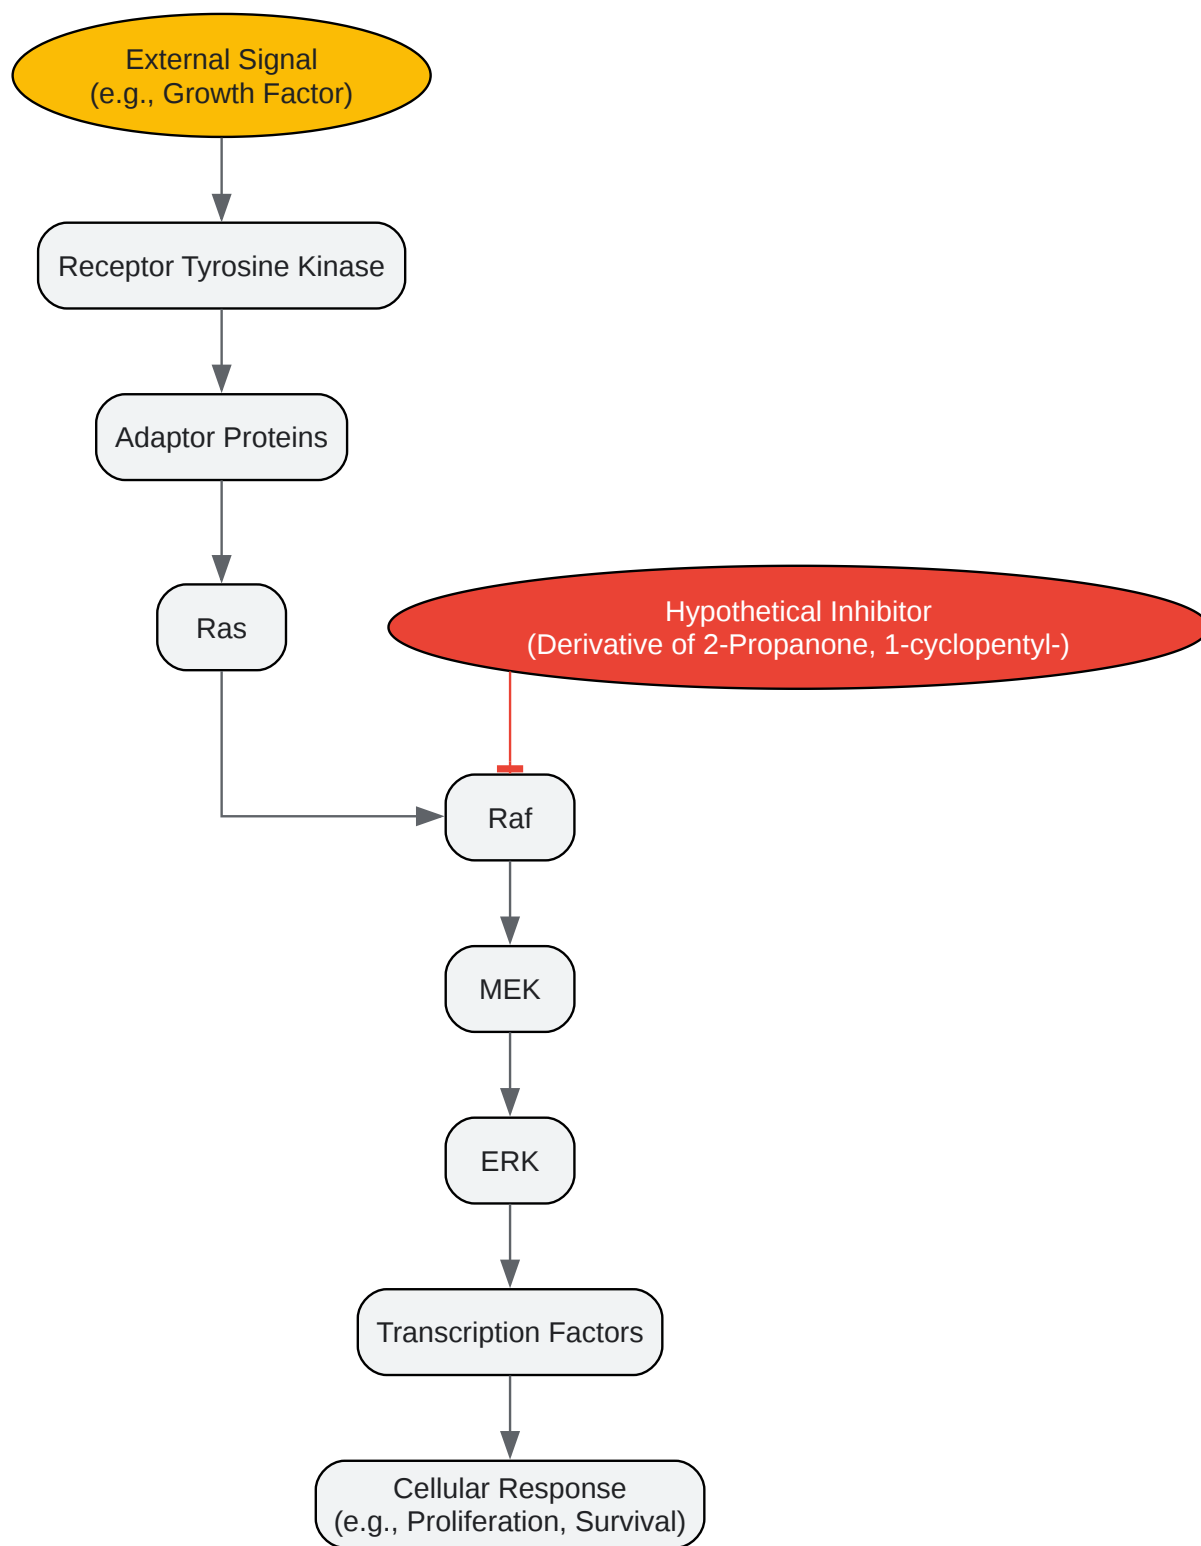 External Signal
(e.g., Growth Factor)
Receptor Tyrosine Kinase
Adaptor Proteins
Ras
Hypothetical Inhibitor
(Derivative of 2-Propanone, 1-cyclopentyl-)
Raf
MEK
ERK
Transcription Factors
Cellular Response
(e.g., Proliferation, Survival)